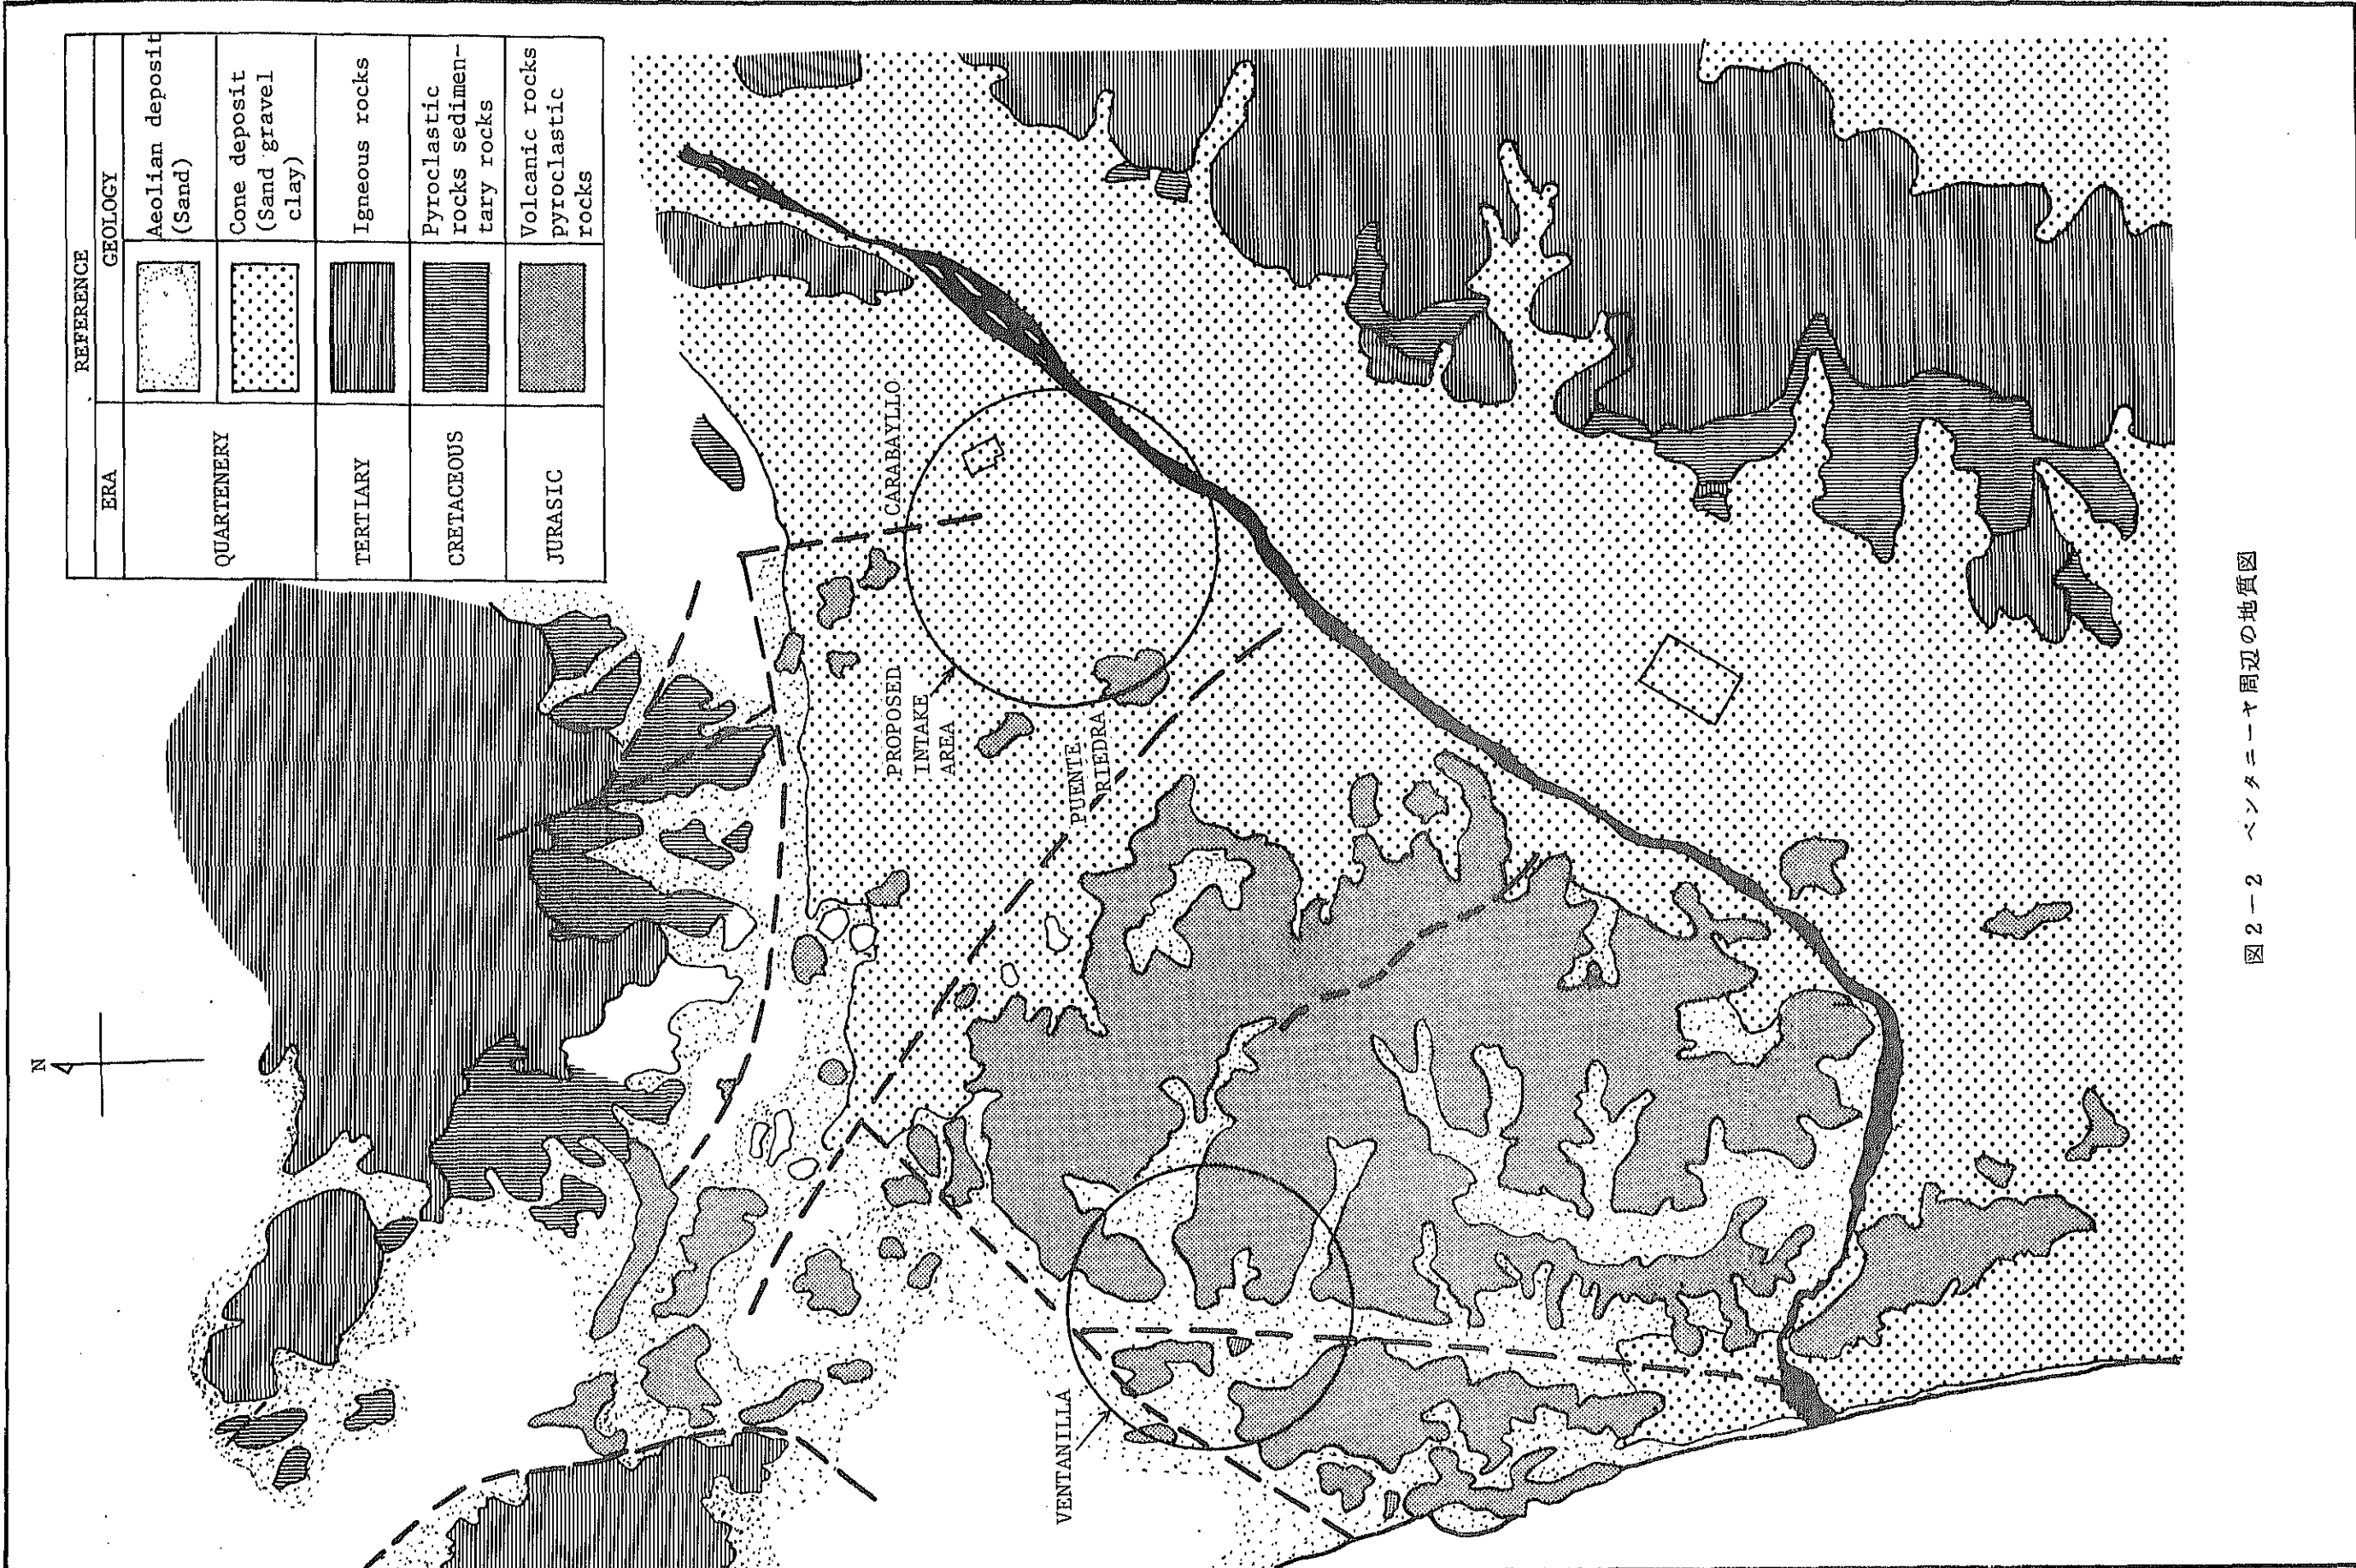 REFERENCE
ERA
GEOLOGY
QUARTENERY
Aeolian deposit
(Sand)
Cone deposit
(Sand gravel
clay)
TERTIARY
Igneous rocks
CRETACEOUS
Pyroclastic
rocks sedimen-
tary rocks
JURASIC
Volcanic rocks
pyroclastic
rocks
N
CARABAYLLO
PROPOSED
INTAKE
AREA
PUENTE
RIEDRA
VENTANILLA
図2-2 ベンタニーヤ周辺の地質図